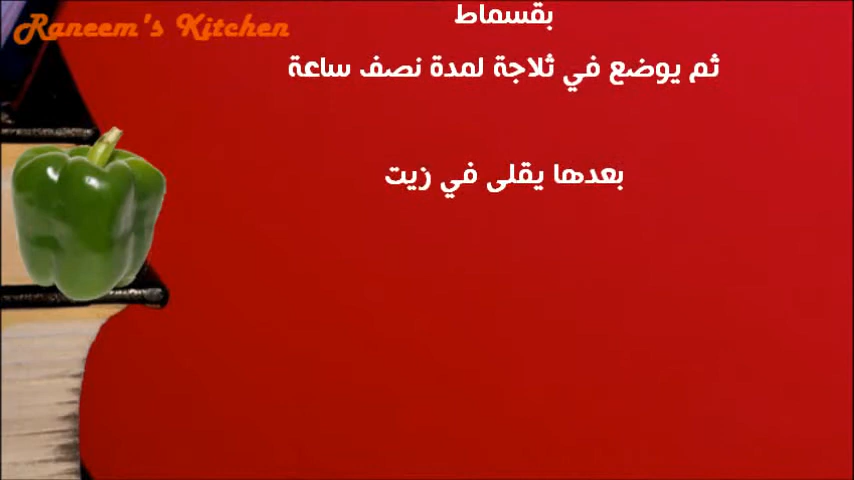 Raneem's Kitchen
بقسماط
ثم يوضع في ثلاجة لمدة نصف ساعة
بعدها يقلى في زيت